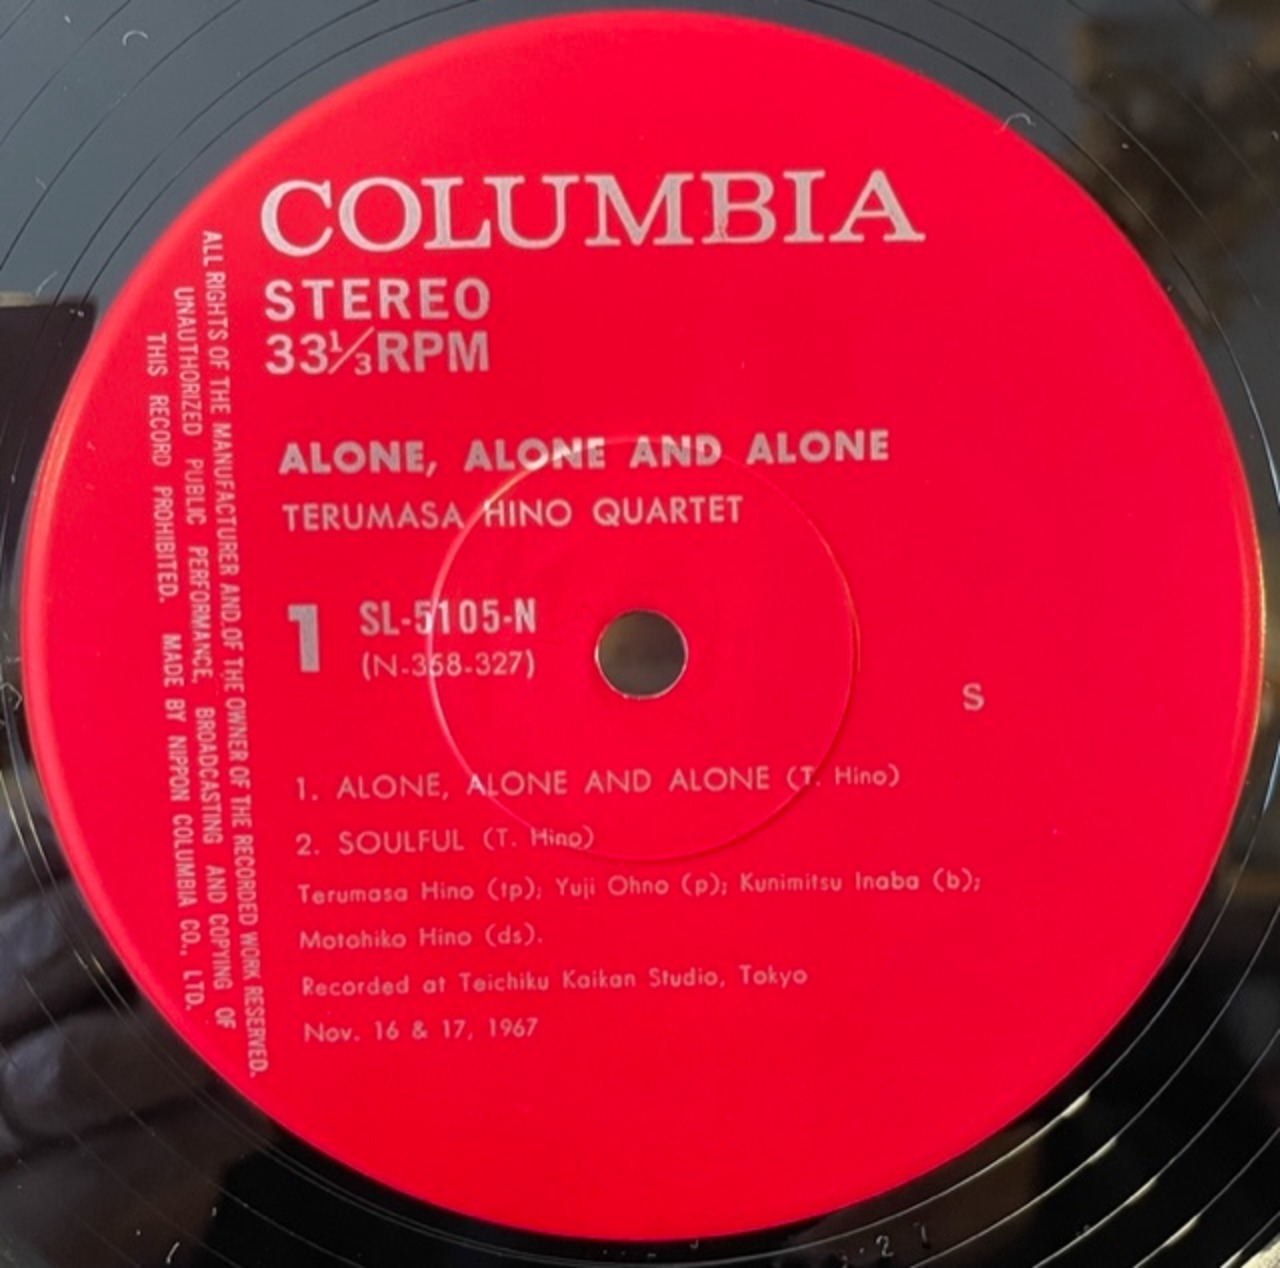 COLUMBIA
STEREO
33⅓RPM
ALONE, ALONE AND ALONE
TERUMASA HINO QUARTET
1 SL-5105-N
(N-358-327)
S
1. ALONE, ALONE AND ALONE (T. Hino)
2. SOULFUL (T. Hino)
Terumasa Hino (tp); Yuji Ohno (p); Kunimitsu Inaba (b);
Motohiko Hino (ds).
Recorded at Teichiku Kaikan Studio, Tokyo
Nov. 16 & 17, 1967
ALL RIGHTS OF THE MANUFACTURER AND OF THE OWNER OF THE RECORDED WORK RESERVED.
UNAUTHORIZED PUBLIC PERFORMANCE, BROADCASTING AND COPYING OF
THIS RECORD PROHIBITED. MADE BY NIPPON COLUMBIA CO., LTD.